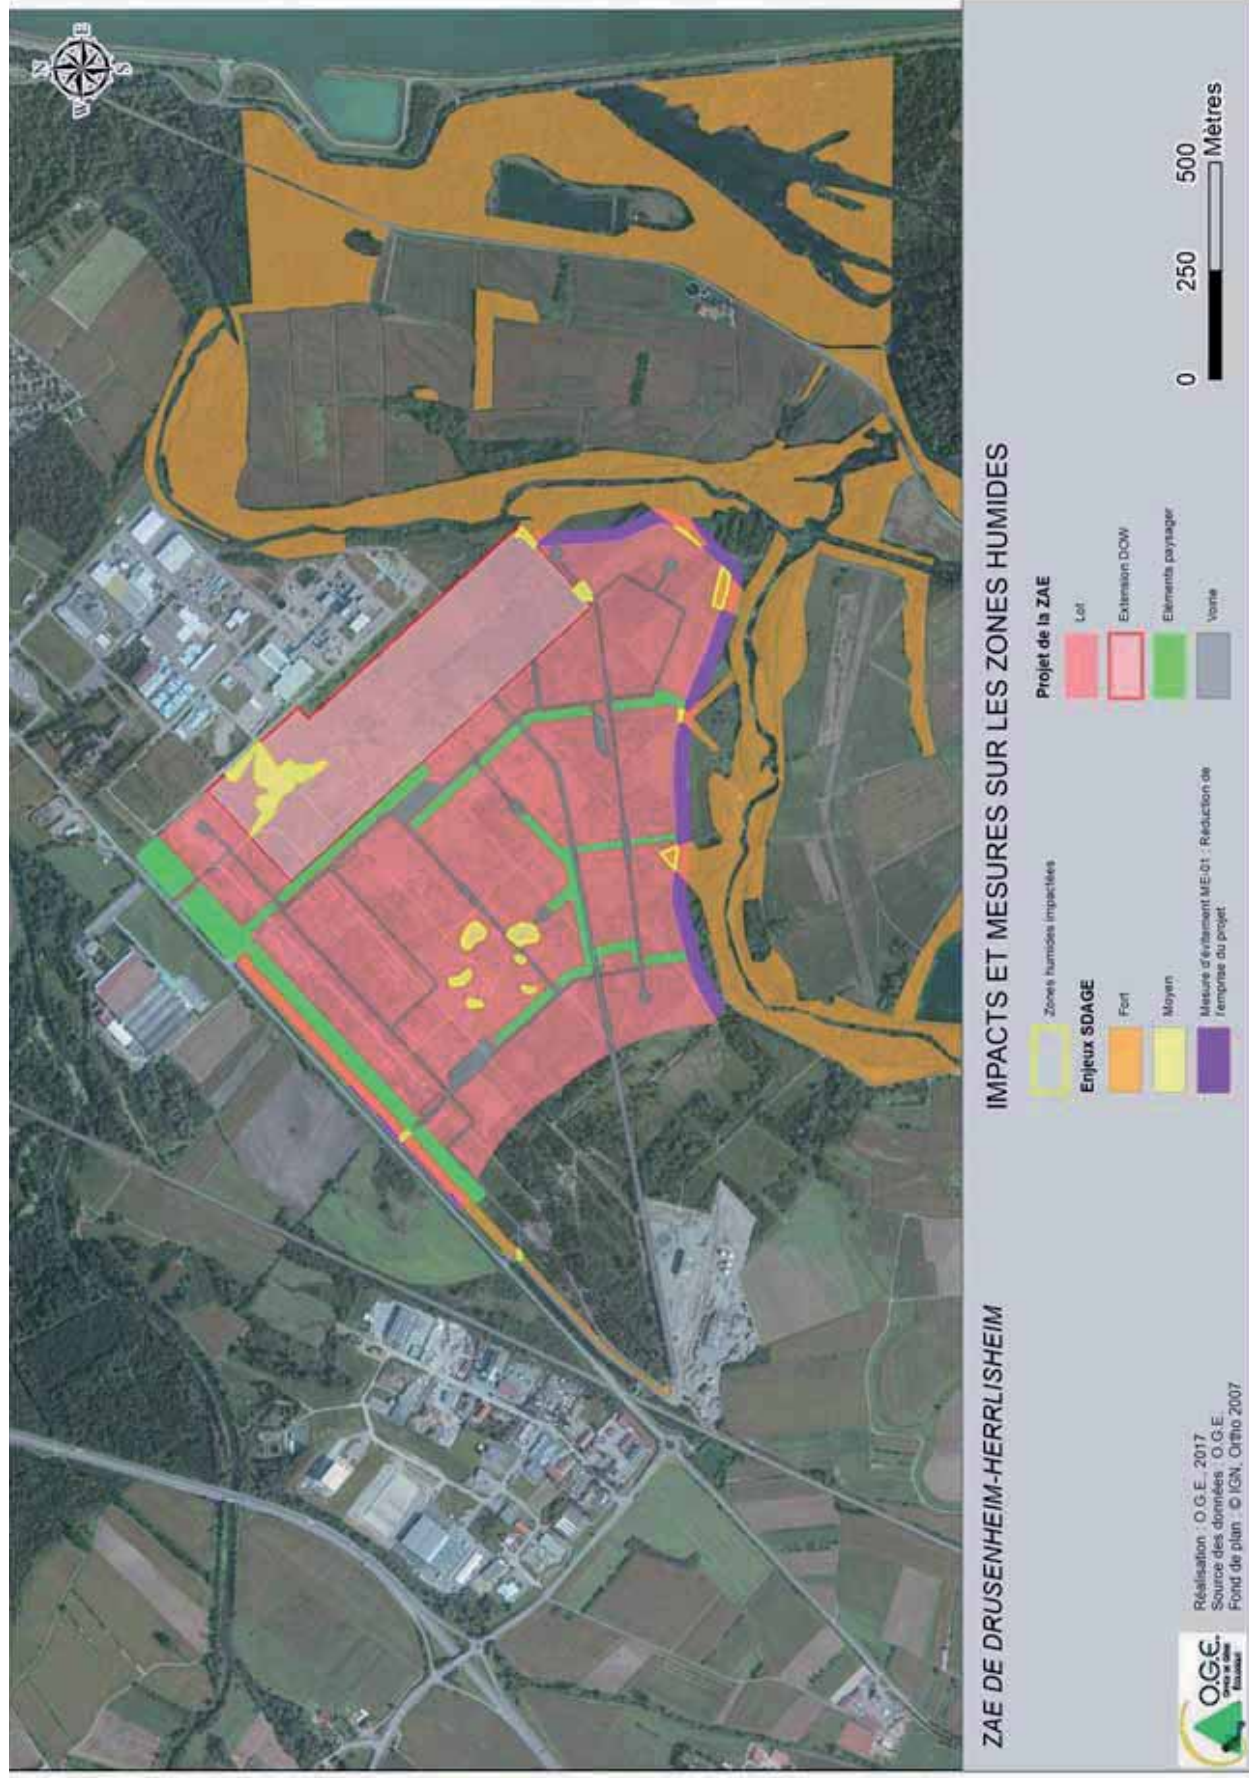 N
E
S
W
ZAE DE DRUSENHEIM-HERRLISHEIM
IMPACTS ET MESURES SUR LES ZONES HUMIDES
Zones humides impactées
Enjeux SDAGE
Fort
Moyen
Mesure d'évitement ME-01 : Réduction de
l'emprise du projet
Projet de la ZAE
Lot
Extension DOW
Eléments paysager
Voirie
0 250 500
Mètres
O.G.E.
Réalisation : O.G.E., 2017
Source des données : O.G.E.
Fond de plan : © IGN, Ortho 2007